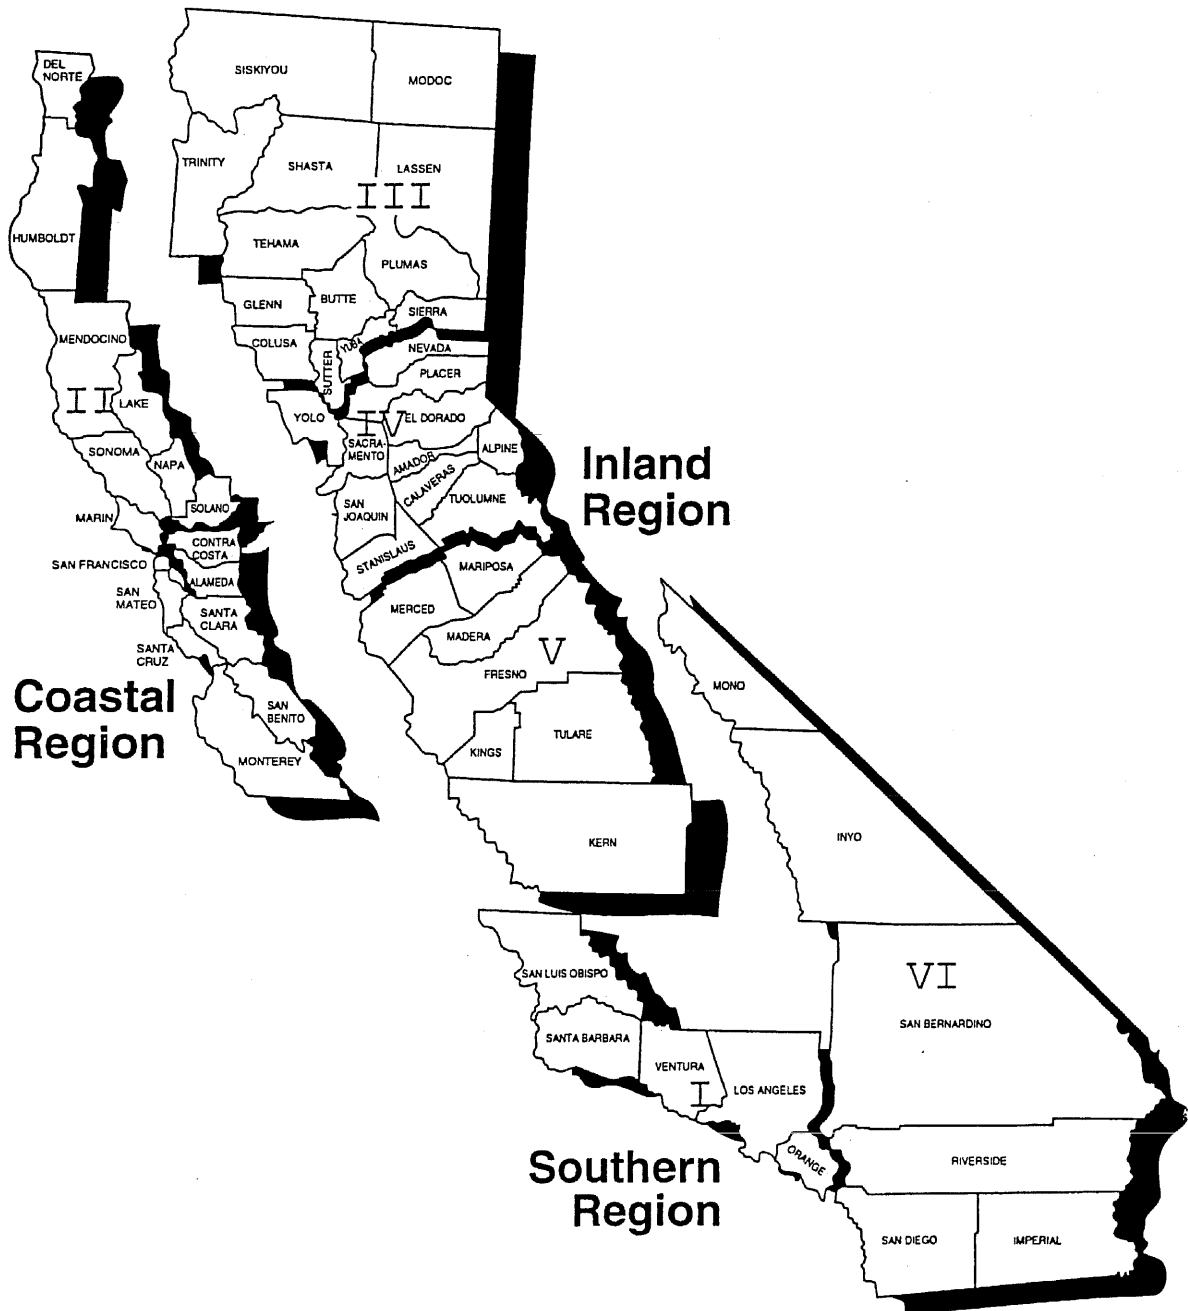 DEL
NORTE
SISKIYOU
MODOC
TRINITY
SHASTA
LASSEN
III
HUMBOLDT
TEHAMA
PLUMAS
GLENN
BUTTE
SIERRA
MENDOCINO
COLUSA
YUBA
NEVADA
SUTTER
PLACER
II
LAKE
YOLO
IV
EL DORADO
SONOMA
NAPA
SACRA-
MENTO
AMADOR
ALPINE
CALAVERAS
TUOLUMNE
Inland
Region
SOLANO
MARIN
SAN
JOAQUIN
CONTRA
COSTA
STANISLAUS
SAN FRANCISCO
MARIPOSA
ALAMEDA
SAN
MATEO
SANTA
CLARA
MERCED
MADERA
SANTA
CRUZ
V
FRESNO
MONO
Coastal
Region
SAN
BENITO
MONTEREY
KINGS
TULARE
KERN
INYO
SAN LUIS OBISPO
VI
SAN BERNARDINO
SANTA BARBARA
VENTURA
I
LOS ANGELES
ORANGE
Southern
Region
RIVERSIDE
SAN DIEGO
IMPERIAL